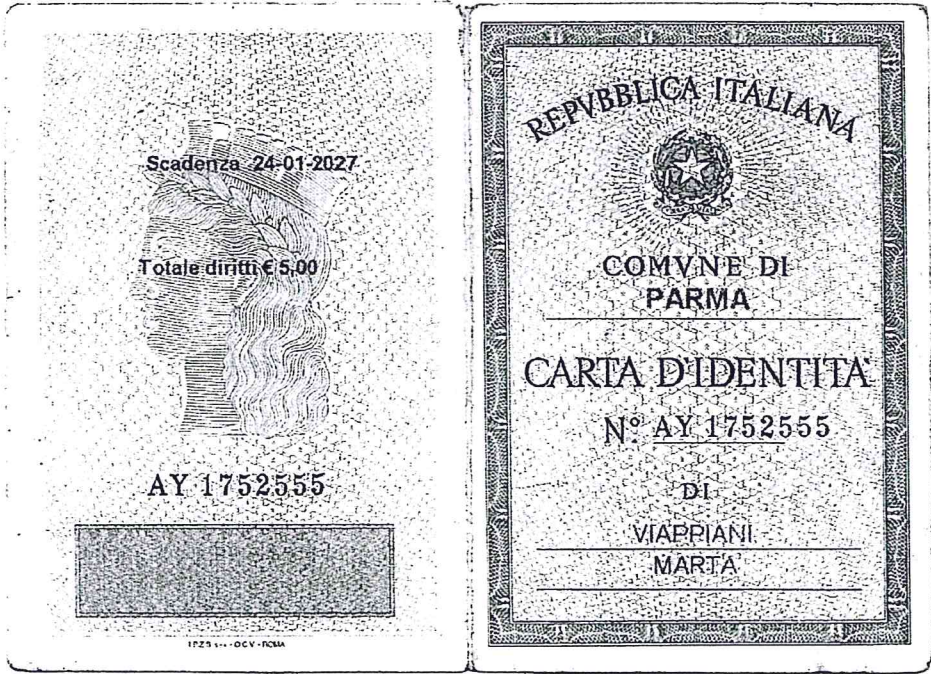 Scadenza 24-01-2027
Totale diritti € 5,00
AY 1752555
I.P.Z.S. s.p.a. - O.C.V. - ROMA
REPVBBLICA ITALIANA
COMVNE DI
PARMA
CARTA D'IDENTITA'
N° AY 1752555
DI
VIAPPIANI
MARTA